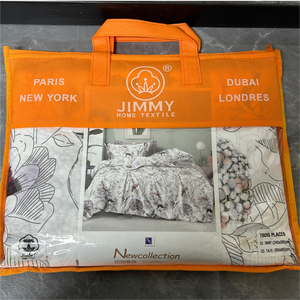 ®
PARIS
NEW YORK
DUBAI
LONDRES
JIMMY
HOME TEXTILE
TROIS PLACES
Newcollection